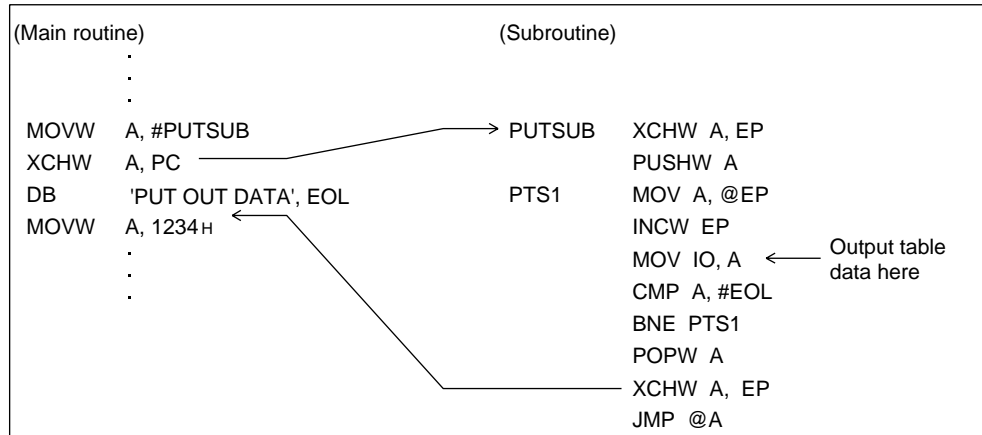 (Main routine)
.
.
.
MOVW A, #PUTSUB
XCHW A, PC
DB 'PUT OUT DATA', EOL
MOVW A, 1234H
.
.
.
(Subroutine)
PUTSUB XCHW A, EP
PUSHW A
PTS1 MOV A, @EP
INCW EP
MOV IO, A
CMP A, #EOL
BNE PTS1
POPW A
XCHW A, EP
JMP @A
Output table
data here